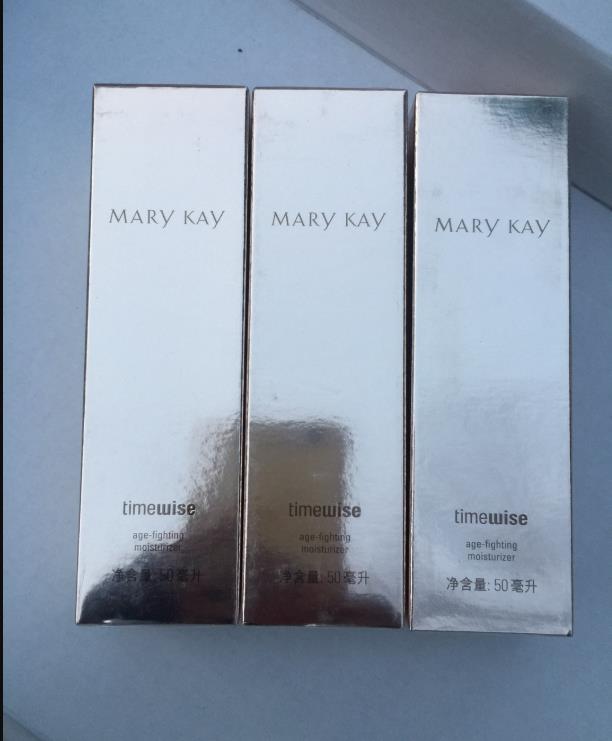 MARY KAY
timewise
age-fighting
moisturizer
净含量: 50毫升
MARY KAY
timewise
age-fighting
moisturizer
净含量: 50毫升
MARY KAY
timewise
age-fighting
moisturizer
净含量: 50毫升